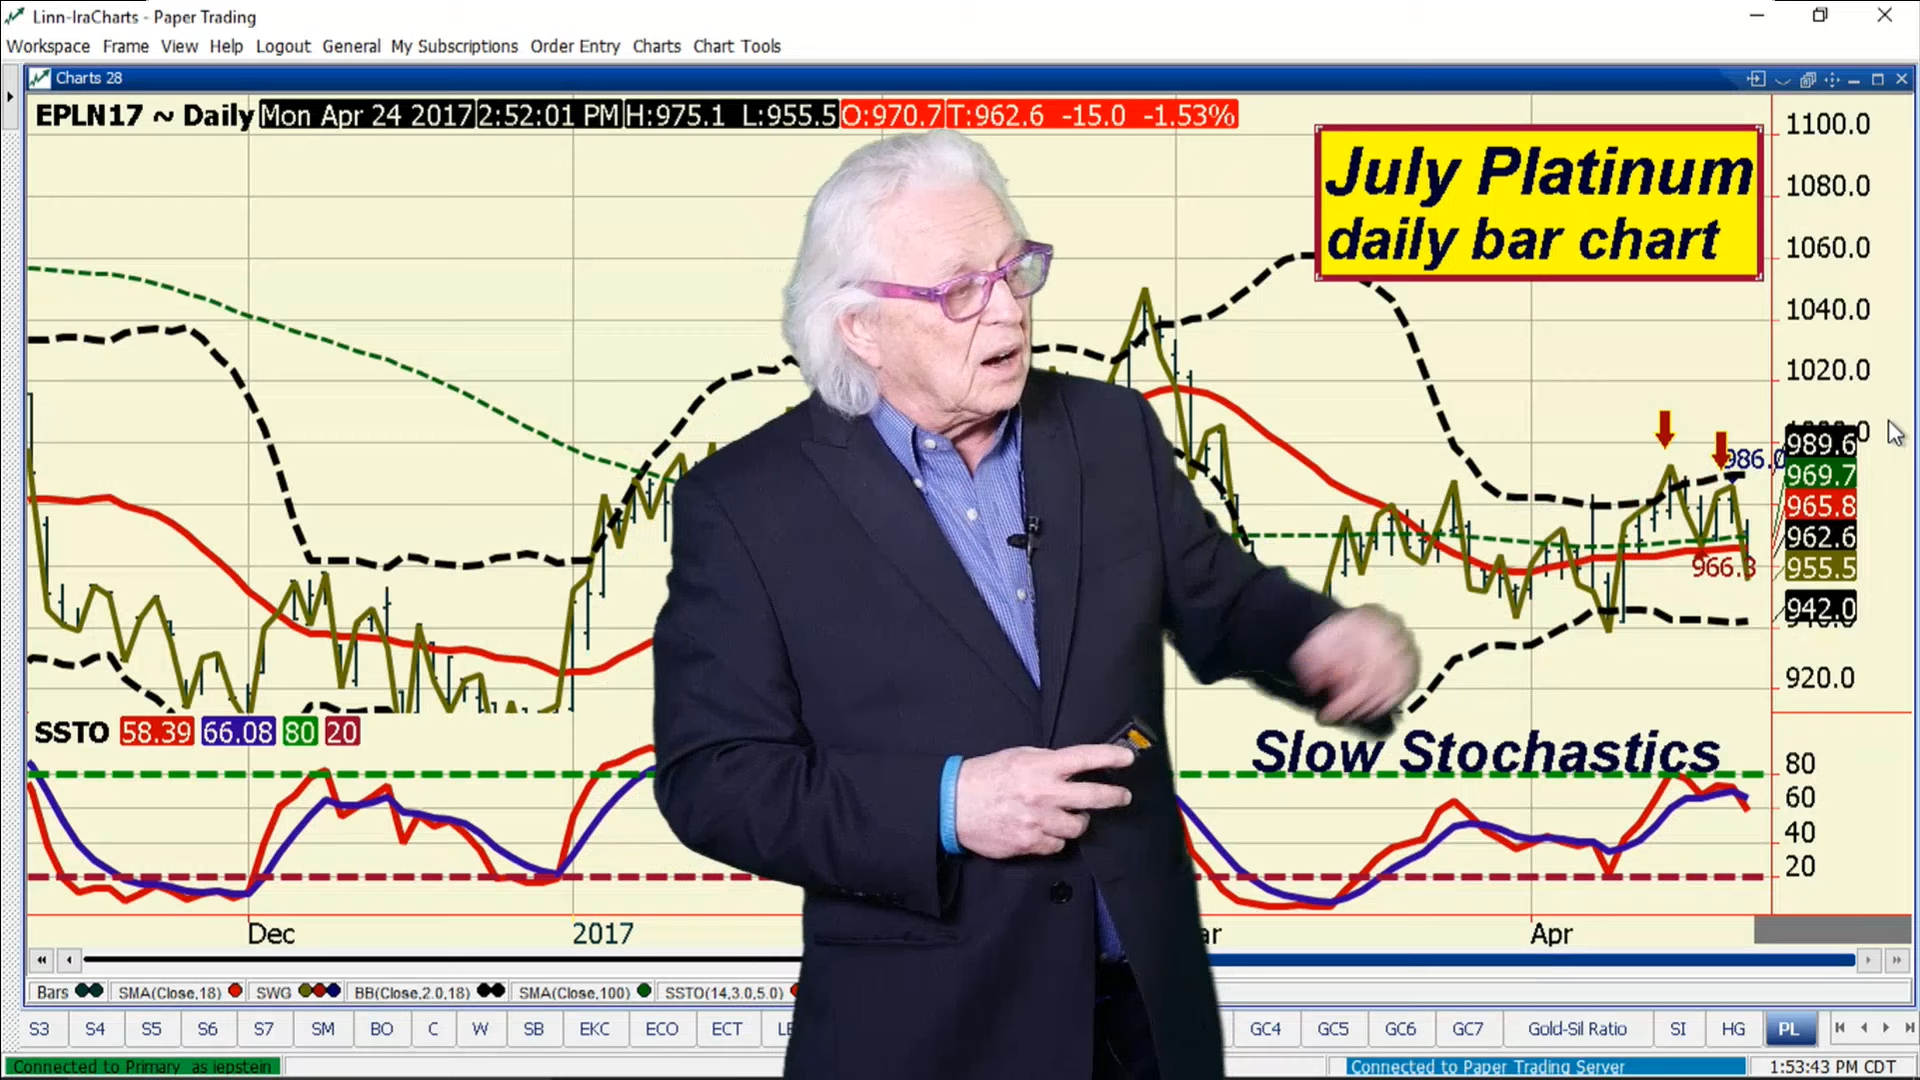 Linn-IraCharts - Paper Trading
Workspace Frame View Help Logout General My Subscriptions Order Entry Charts Chart Tools
Charts 28
EPLN17 ~ Daily Mon Apr 24 2017 2:52:01 PM H:975.1 L:955.5 O:970.7 T:962.6 -15.0 -1.53%
July Platinum
daily bar chart
1100.0
1080.0
1060.0
1040.0
1020.0
989.6
986.0
969.7
965.8
962.6
966.3
955.5
942.0
920.0
SSTO 58.39 66.08 80 20
Slow Stochastics
80
60
40
20
Dec 2017 Apr
Bars SMA(Close,18) SWG BB(Close,2.0,18) SMA(Close,100) SSTO(14,3.0,5.0)
S3 S4 S5 S6 S7 SM BO C W SB EKC ECO ECT GC4 GC5 GC6 GC7 Gold-Sil Ratio SI HG PL
Connected to Primary as iepstein Connected to Paper Trading Server 1:53:43 PM CDT